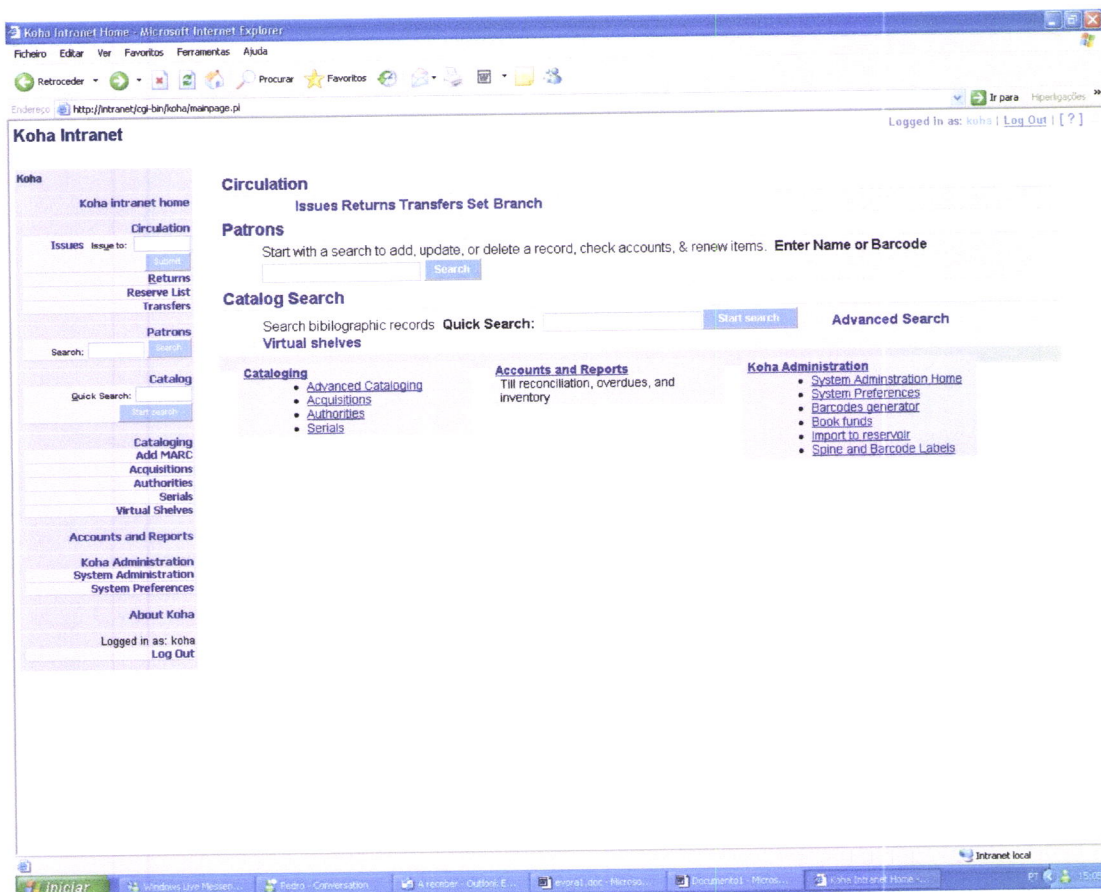 Koha Intranet Home - Microsoft Internet Explorer
Ficheiro Editar Ver Favoritos Ferramentas Ajuda
Retroceder Procurar Favoritos
Endereço http://intranet/cgi-bin/koha/mainpage.pl Ir para Hiperligações »
Logged in as: koha | Log Out | [ ? ]
Koha Intranet
Koha
Koha intranet home
Circulation
Issues Issue to:
Submit
Returns
Reserve List
Transfers
Patrons
Search: Search
Catalog
Quick Search:
Start search
Cataloging
Add MARC
Acquisitions
Authorities
Serials
Virtual Shelves
Accounts and Reports
Koha Administration
System Administration
System Preferences
About Koha
Logged in as: koha
Log Out
Circulation
Issues Returns Transfers Set Branch
Patrons
Start with a search to add, update, or delete a record, check accounts, & renew items. Enter Name or Barcode
Search
Catalog Search
Search bibilographic records Quick Search: Start search Advanced Search
Virtual shelves
Cataloging
• Advanced Cataloging
• Acquisitions
• Authorities
• Serials
Accounts and Reports
Till reconciliation, overdues, and
inventory
Koha Administration
• System Adminstration Home
• System Preferences
• Barcodes generator
• Book funds
• Import to reservoir
• Spine and Barcode Labels
Intranet local
Iniciar Windows Live Messen... Pedro - Conversation A receber - Outlook E... evora1.doc - Microso... Documento1 - Micros... Koha Intranet Home -... PT 15:05